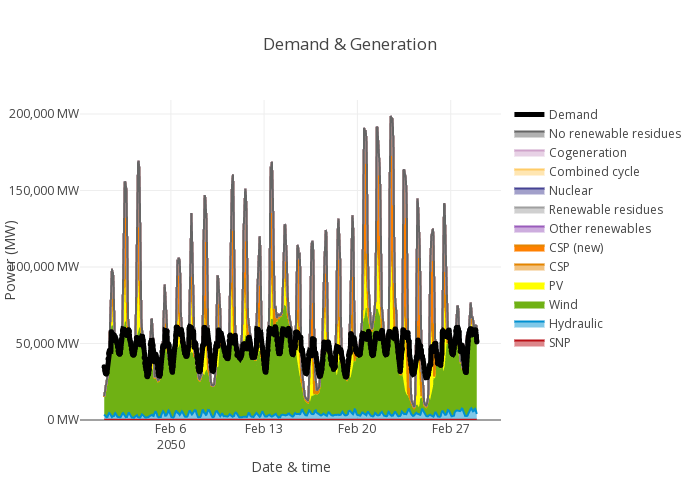 Demand & Generation
200,000 MW
150,000 MW
100,000 MW
50,000 MW
0 MW
Power (MW)
Feb 6
2050
Feb 13
Feb 20
Feb 27
Date & time
Demand
No renewable residues
Cogeneration
Combined cycle
Nuclear
Renewable residues
Other renewables
CSP (new)
CSP
PV
Wind
Hydraulic
SNP